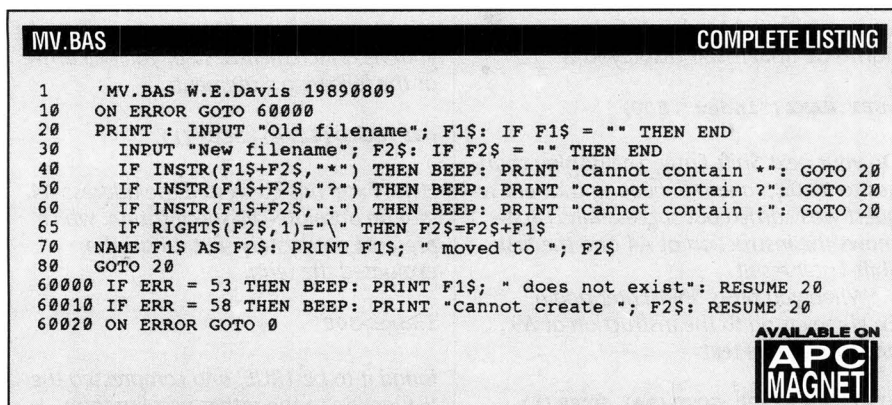 MV.BAS COMPLETE LISTING
1 'MV.BAS W.E.Davis 19890809
10 ON ERROR GOTO 60000
20 PRINT : INPUT "Old filename"; F1$: IF F1$ = "" THEN END
30 INPUT "New filename"; F2$: IF F2$ = "" THEN END
40 IF INSTR(F1$+F2$,"*") THEN BEEP: PRINT "Cannot contain *": GOTO 20
50 IF INSTR(F1$+F2$,"?") THEN BEEP: PRINT "Cannot contain ?": GOTO 20
60 IF INSTR(F1$+F2$,":") THEN BEEP: PRINT "Cannot contain :": GOTO 20
65 IF RIGHT$(F2$,1)="\" THEN F2$=F2$+F1$
70 NAME F1$ AS F2$: PRINT F1$; " moved to "; F2$
80 GOTO 20
60000 IF ERR = 53 THEN BEEP: PRINT F1$; " does not exist": RESUME 20
60010 IF ERR = 58 THEN BEEP: PRINT "Cannot create "; F2$: RESUME 20
60020 ON ERROR GOTO 0
AVAILABLE ON
APC
MAGNET